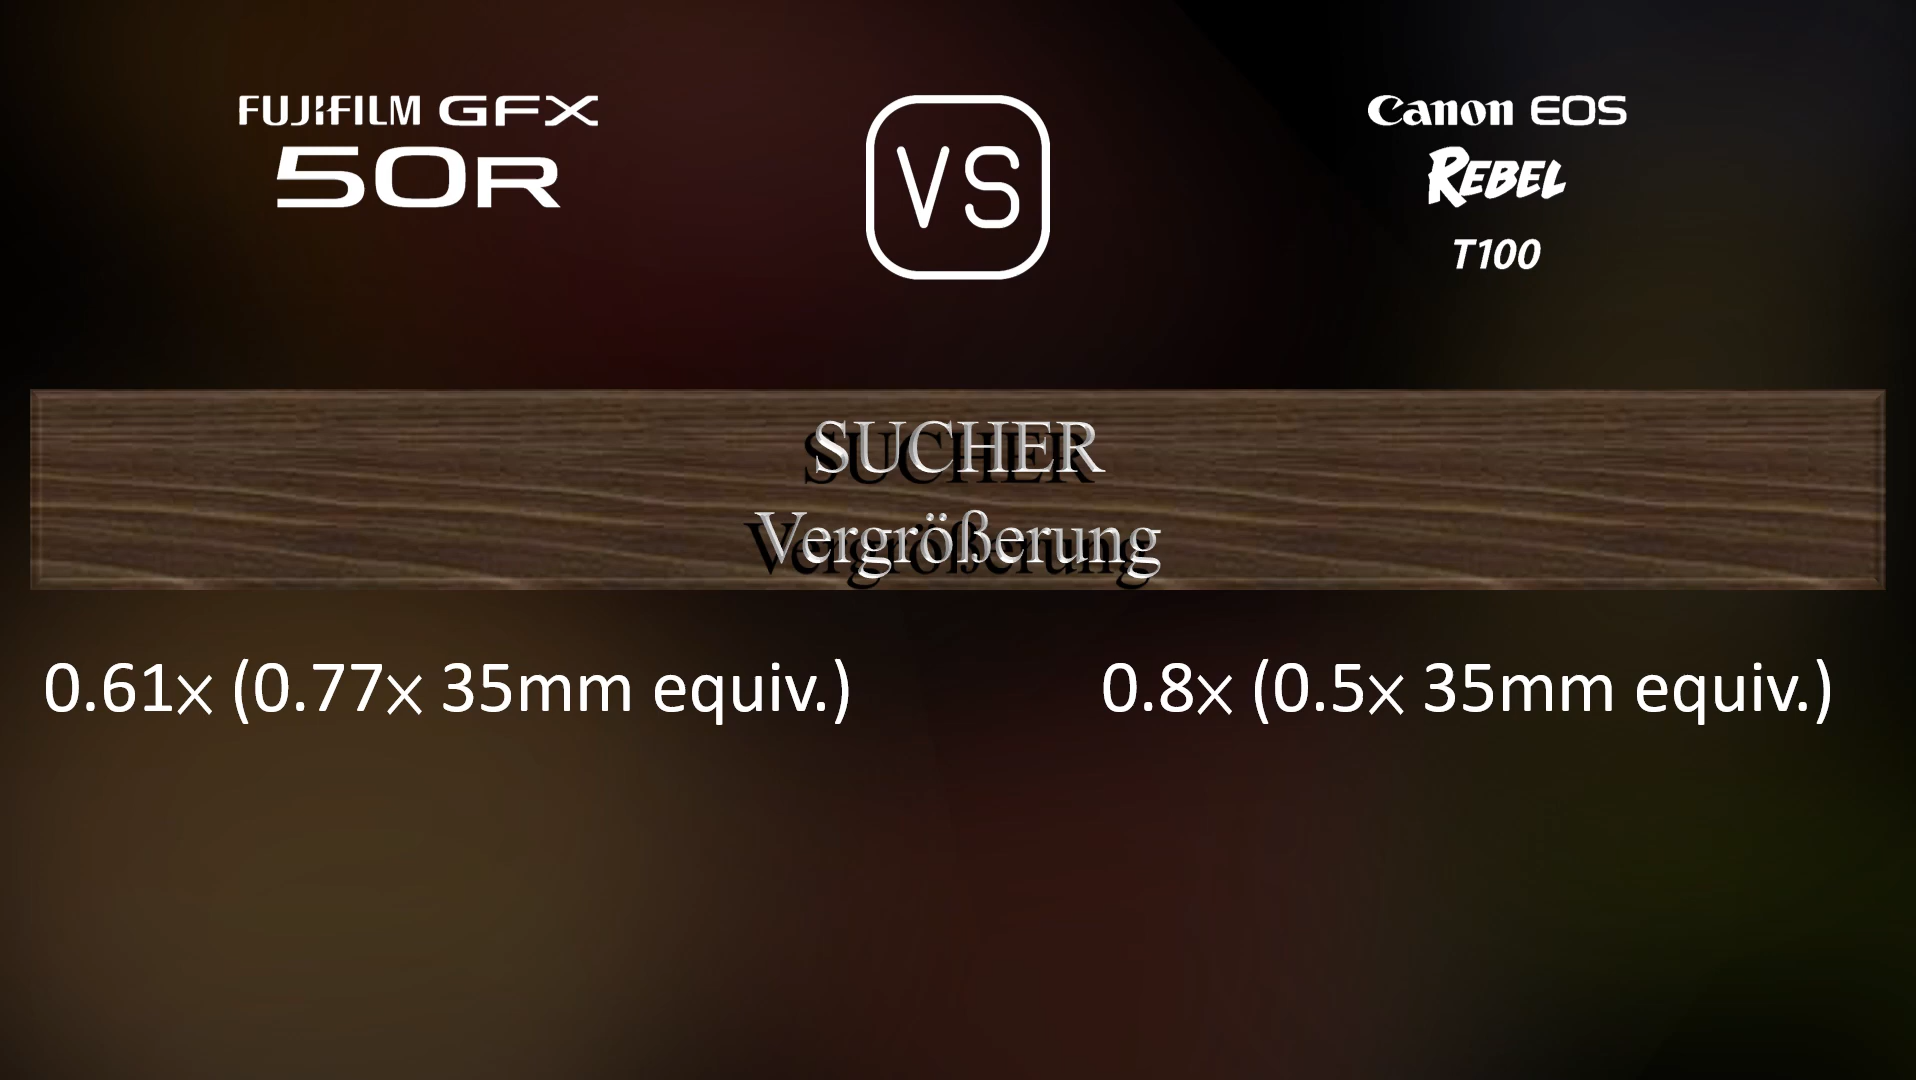 FUJIFILM GFX
50R
VS
Canon EOS
REBEL
T100
SUCHER
Vergrößerung
0.61x (0.77x 35mm equiv.)
0.8x (0.5x 35mm equiv.)